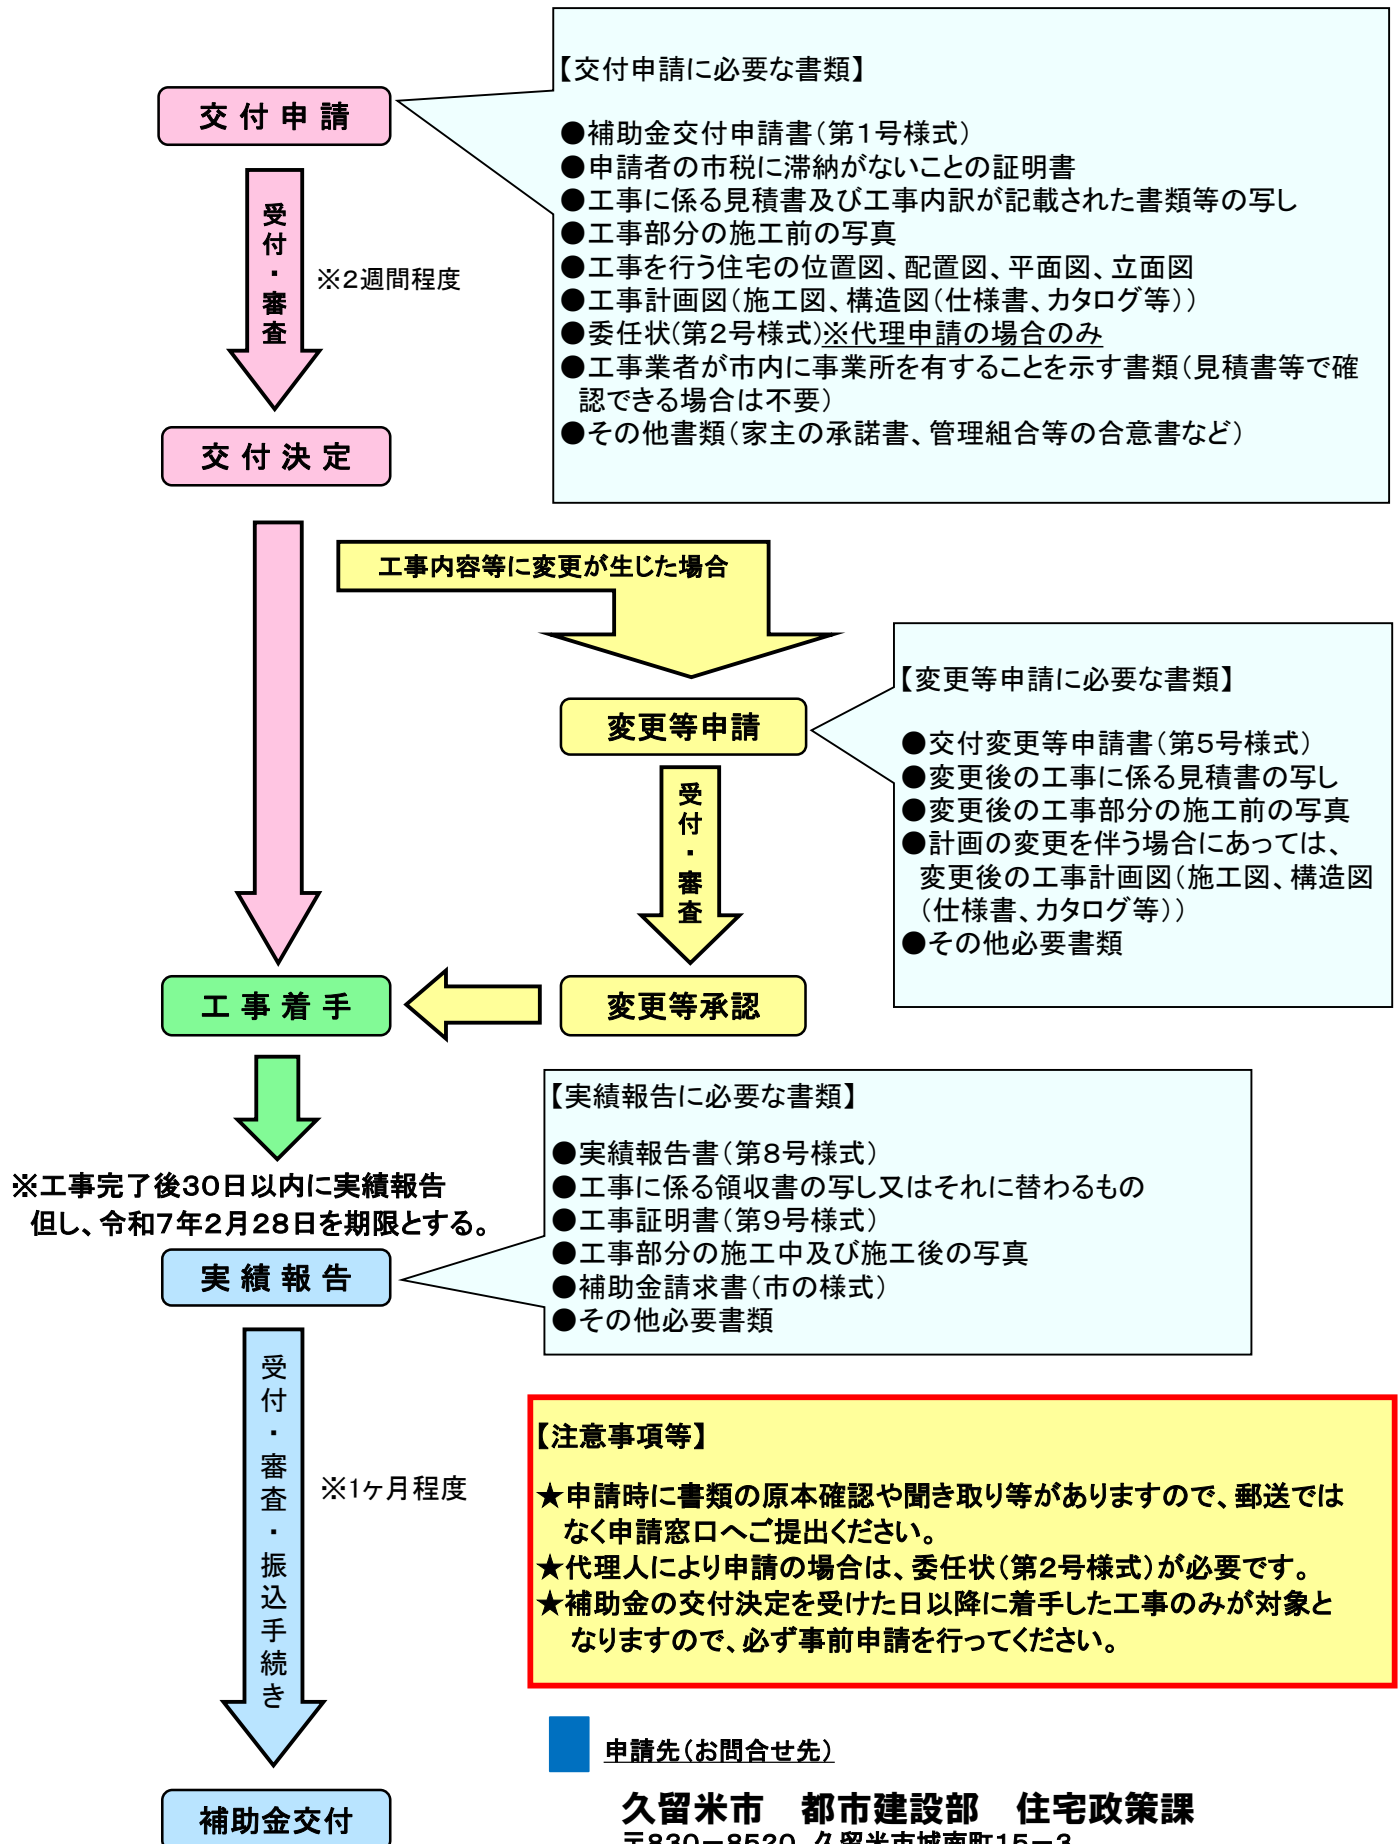 【交付申請に必要な書類】
交付申請
●補助金交付申請書（第１号様式）
●申請者の市税に滞納がないことの証明書
●工事に係る見積書及び工事内訳が記載された書類等の写し
●工事部分の施工前の写真
●工事を行う住宅の位置図、配置図、平面図、立面図
●工事計画図（施工図、構造図（仕様書、カタログ等））
●委任状(第２号様式)※代理申請の場合のみ
●工事業者が市内に事業所を有することを示す書類（見積書等で確
認できる場合は不要）
●その他書類（家主の承諾書、管理組合等の合意書など）
受付・審査
※２週間程度
交付決定
工事内容等に変更が生じた場合
【変更等申請に必要な書類】
変更等申請
●交付変更等申請書（第５号様式）
●変更後の工事に係る見積書の写し
●変更後の工事部分の施工前の写真
●計画の変更を伴う場合にあっては、
変更後の工事計画図（施工図、構造図
（仕様書、カタログ等））
●その他必要書類
受付・審査
工事着手
変更等承認
【実績報告に必要な書類】
●実績報告書（第８号様式）
●工事に係る領収書の写し又はそれに替わるもの
●工事証明書（第９号様式）
●工事部分の施工中及び施工後の写真
●補助金請求書（市の様式）
●その他必要書類
※工事完了後３０日以内に実績報告
但し、令和７年２月２８日を期限とする。
実績報告
受付・審査・振込手続き
※１ヶ月程度
【注意事項等】
★申請時に書類の原本確認や聞き取り等がありますので、郵送では
なく申請窓口へご提出ください。
★代理人により申請の場合は、委任状（第２号様式）が必要です。
★補助金の交付決定を受けた日以降に着手した工事のみが対象と
なりますので、必ず事前申請を行ってください。
補助金交付
申請先（お問合せ先）
久留米市　都市建設部　住宅政策課
〒８３０－８５２０ 久留米市城南町１５－３